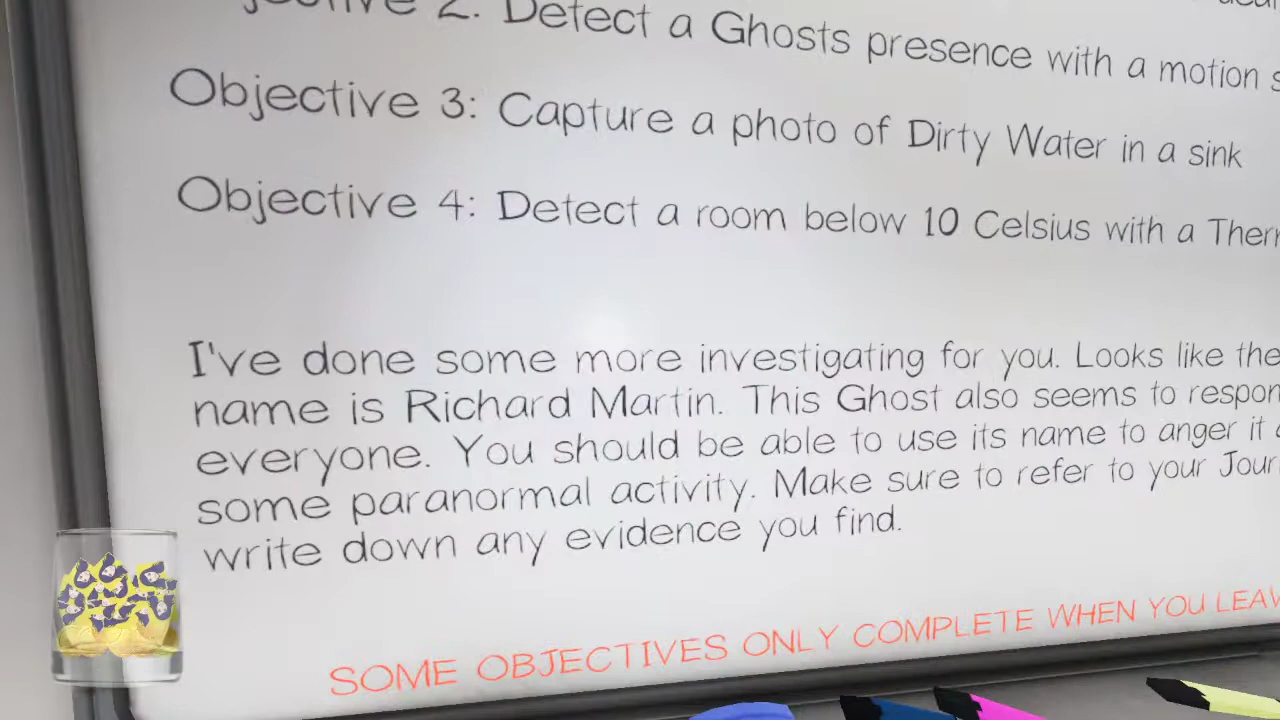 2: Detect a Ghosts presence with a motion
Objective 3: Capture a photo of Dirty Water in a sink
Objective 4: Detect a room below 10 Celsius with a
I've done some more investigating for you. Looks like the
name is Richard Martin. This Ghost also seems to
everyone. You should be able to use its name to anger it
some paranormal activity. Make sure to refer to your
write down any evidence you find.
SOME OBJECTIVES ONLY COMPLETE WHEN YOU